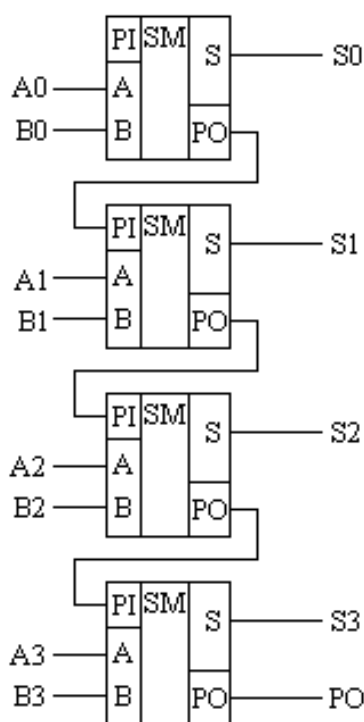 PI SM S S0
A0 A
B0 B PO
PI SM S S1
A1 A
B1 B PO
PI SM S S2
A2 A
B2 B PO
PI SM S S3
A3 A
B3 B PO PO